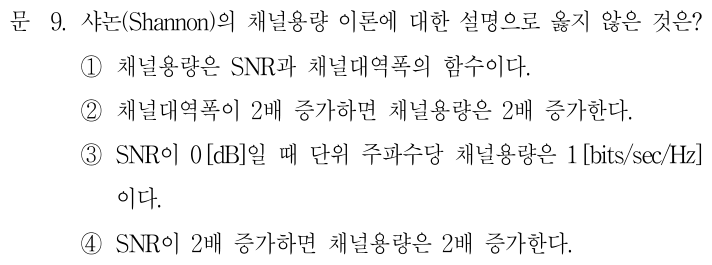 문 9. 샤논(Shannon)의 채널용량 이론에 대한 설명으로 옳지 않은 것은?
① 채널용량은 SNR과 채널대역폭의 함수이다.
② 채널대역폭이 2배 증가하면 채널용량은 2배 증가한다.
③ SNR이 0[dB]일 때 단위 주파수당 채널용량은 1[bits/sec/Hz]
이다.
④ SNR이 2배 증가하면 채널용량은 2배 증가한다.